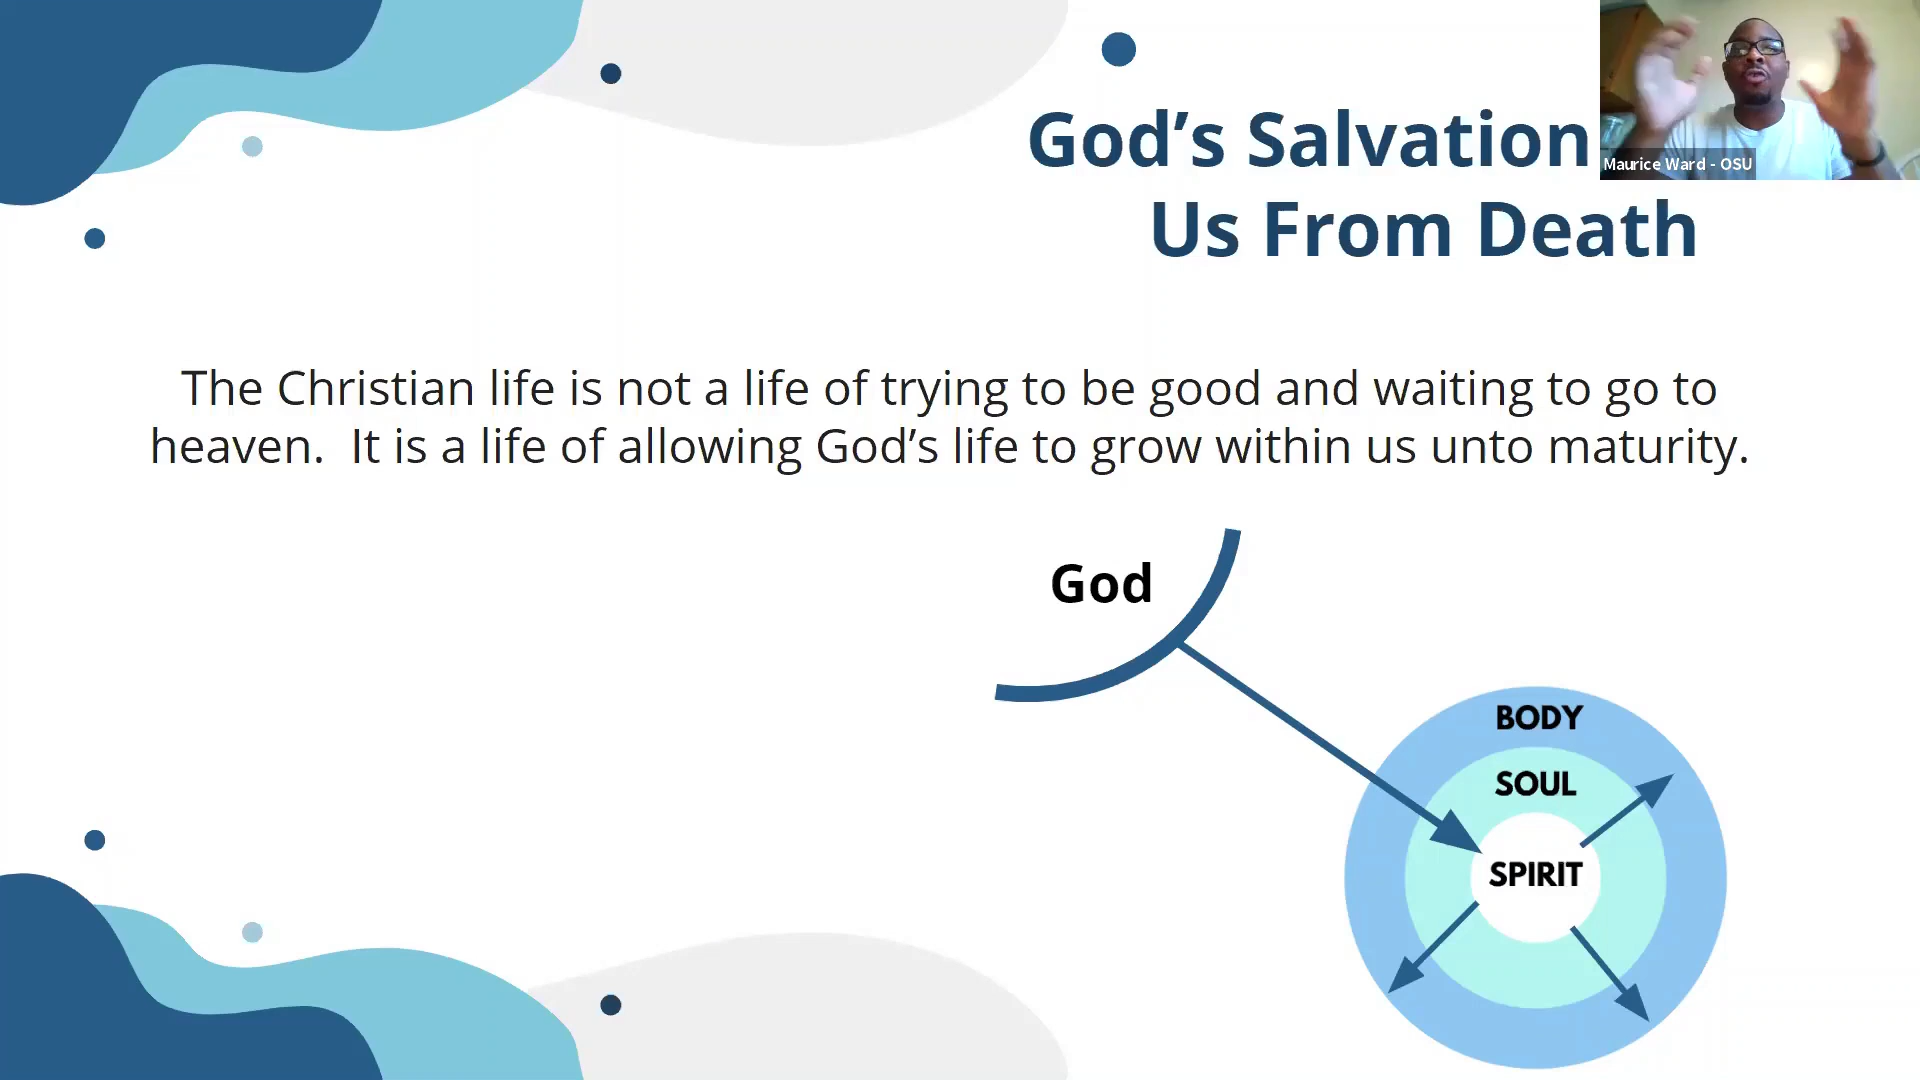 God’s Salvation
Maurice Ward - OSU
Us From Death
The Christian life is not a life of trying to be good and waiting to go to
heaven.  It is a life of allowing God’s life to grow within us unto maturity.
God
BODY
SOUL
SPIRIT